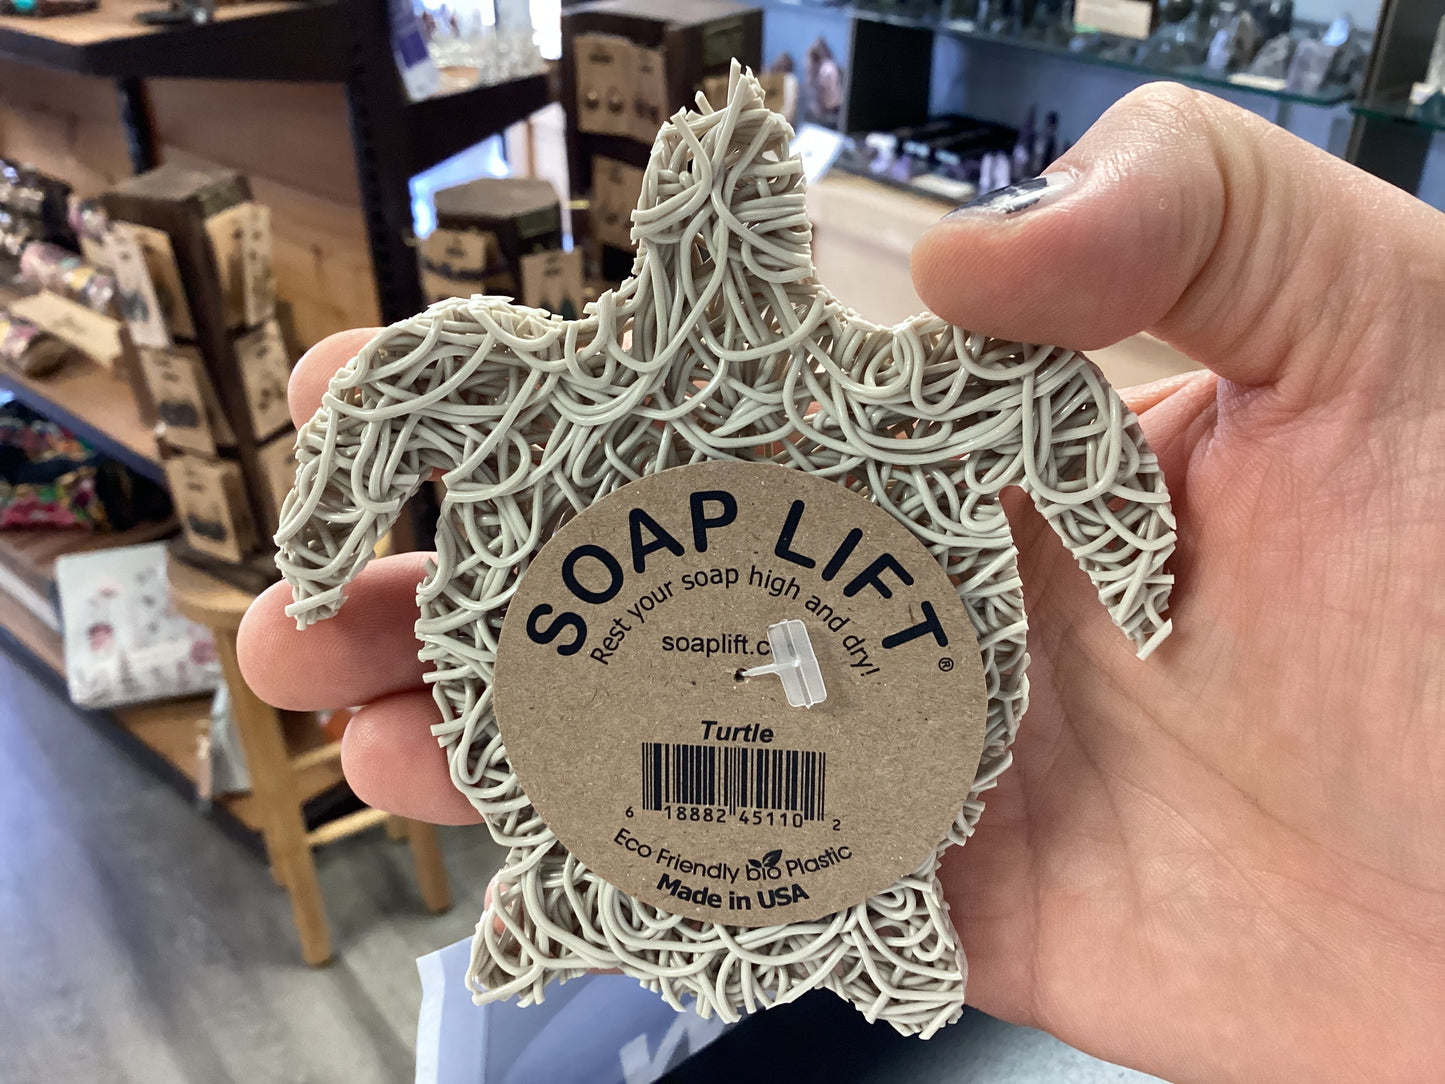 SOAP LIFT®
Rest your soap high and dry!
soaplift.c
Turtle
6 18882 45110 2
Eco Friendly bio Plastic
Made in USA